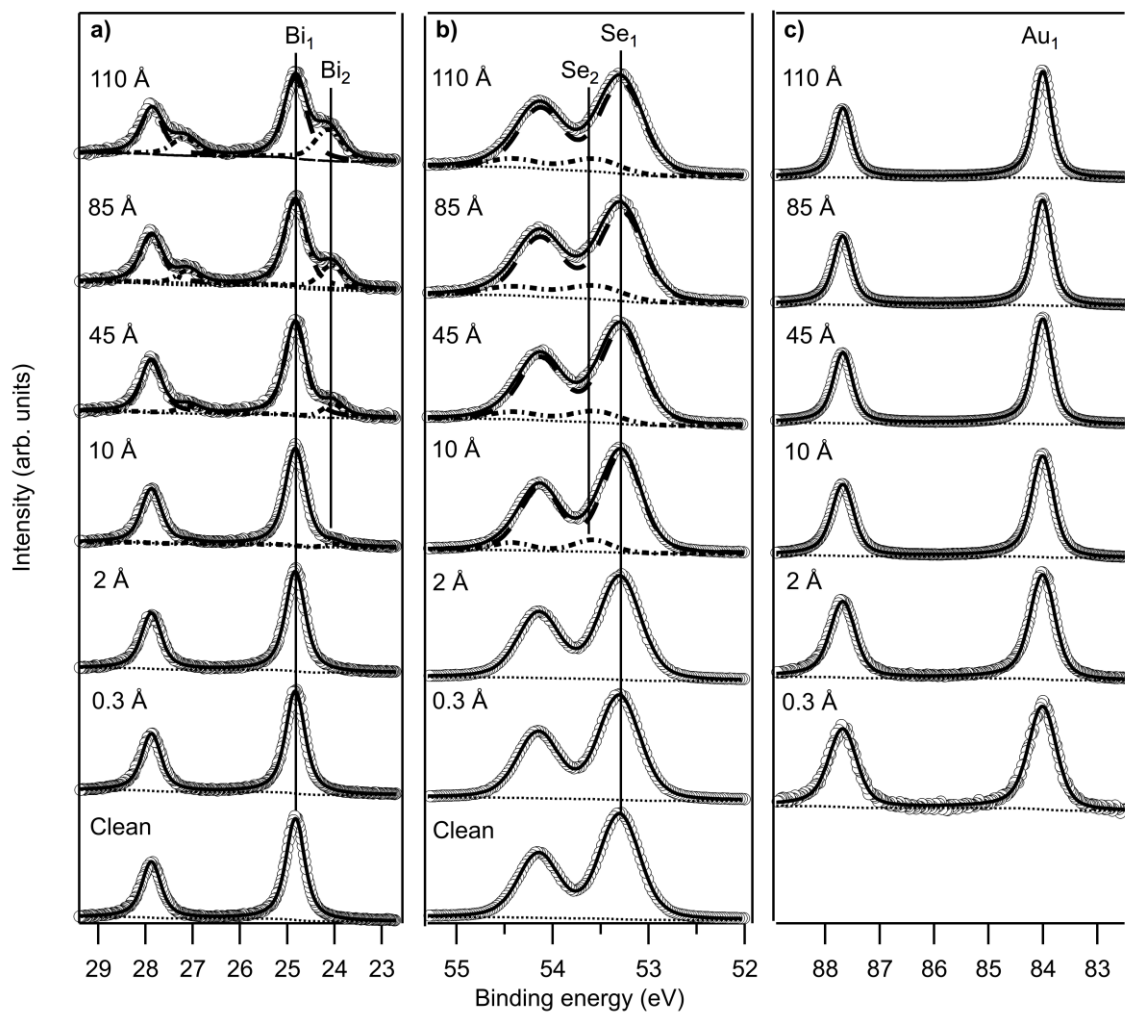 a)
Bi1
Bi2
110 Å
85 Å
45 Å
10 Å
2 Å
0.3 Å
Clean
29 28 27 26 25 24 23
b)
Se1
Se2
110 Å
85 Å
45 Å
10 Å
2 Å
0.3 Å
Clean
55 54 53 52
c)
Au1
110 Å
85 Å
45 Å
10 Å
2 Å
0.3 Å
88 87 86 85 84 83
Intensity (arb. units)
Binding energy (eV)